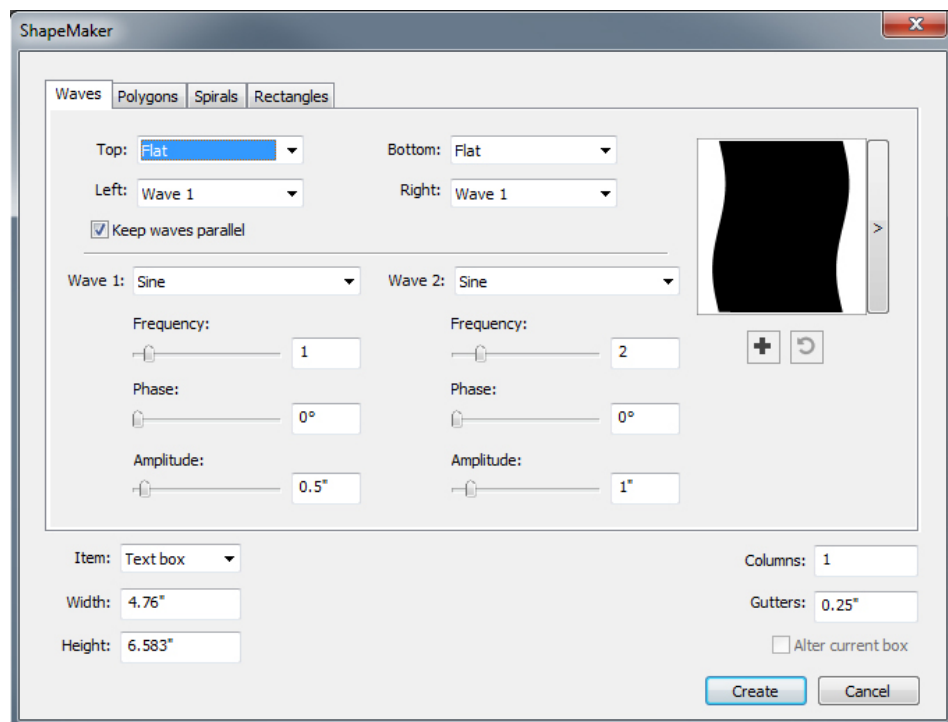 ShapeMaker
Waves Polygons Spirals Rectangles
Top: Flat Bottom: Flat
Left: Wave 1 Right: Wave 1
Keep waves parallel
>
Wave 1: Sine Wave 2: Sine
Frequency: Frequency:
1 2
Phase: Phase:
0° 0°
Amplitude: Amplitude:
0.5" 1"
Item: Text box Columns: 1
Width: 4.76" Gutters: 0.25"
Height: 6.583" Alter current box
Create Cancel